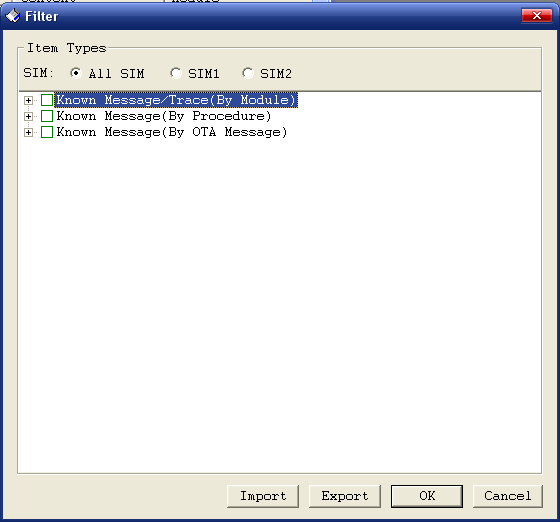 Filter
Item Types
SIM: All SIM SIM1 SIM2
Known Message/Trace(By Module)
Known Message(By Procedure)
Known Message(By OTA Message)
Import Export OK Cancel